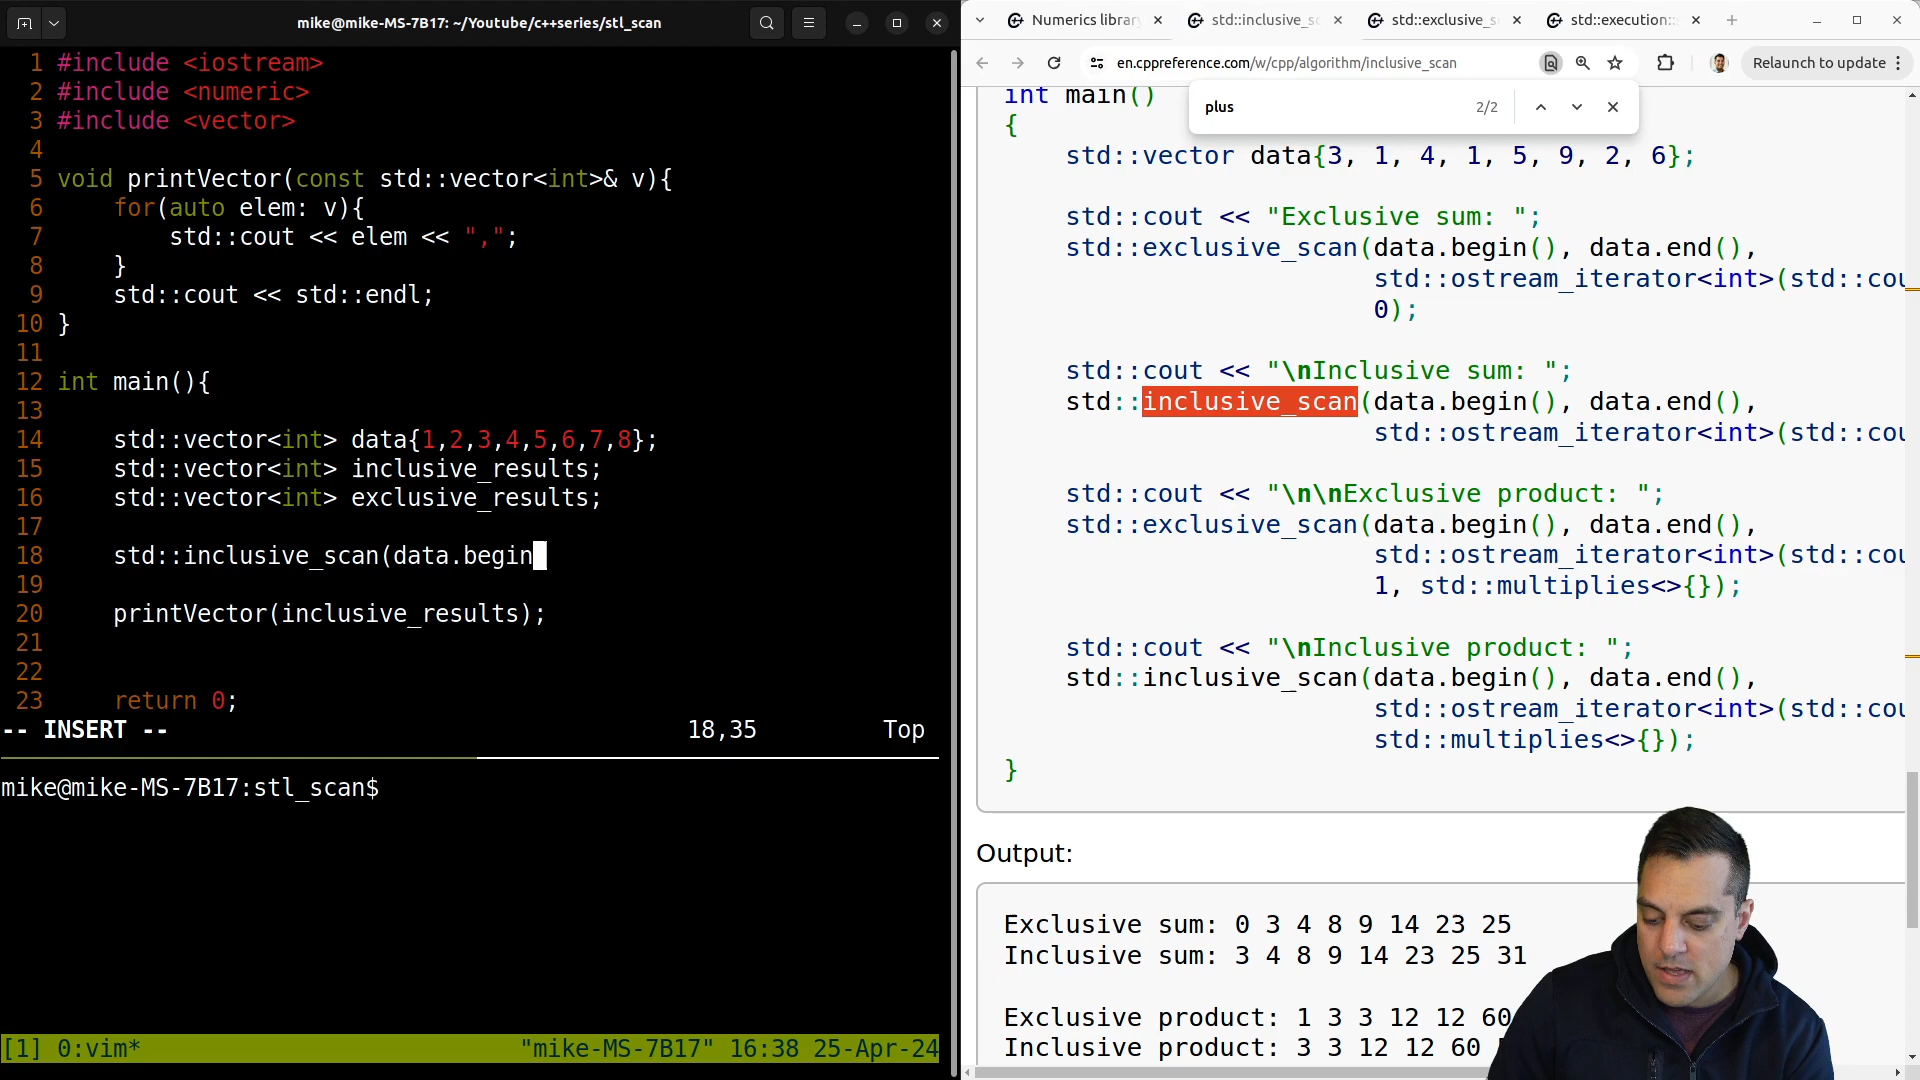 mike@mike-MS-7B17: ~/Youtube/c++series/stl_scan
1 #include <iostream>
2 #include <numeric>
3 #include <vector>
4
5 void printVector(const std::vector<int>& v){
6 for(auto elem: v){
7 std::cout << elem << ",";
8 }
9 std::cout << std::endl;
10 }
11
12 int main(){
13
14 std::vector<int> data{1,2,3,4,5,6,7,8};
15 std::vector<int> inclusive_results;
16 std::vector<int> exclusive_results;
17
18 std::inclusive_scan(data.begin
19
20 printVector(inclusive_results);
21
22
23 return 0;
-- INSERT -- 18,35 Top
mike@mike-MS-7B17:stl_scan$
[1] 0:vim* "mike-MS-7B17" 16:38 25-Apr-24
Numerics library std::inclusive_s std::exclusive_s std::execution::
en.cppreference.com/w/cpp/algorithm/inclusive_scan Relaunch to update
plus 2/2
int main()
{
std::vector data{3, 1, 4, 1, 5, 9, 2, 6};
std::cout << "Exclusive sum: ";
std::exclusive_scan(data.begin(), data.end(),
std::ostream_iterator<int>(std::cou
0);
std::cout << "\nInclusive sum: ";
std::inclusive_scan(data.begin(), data.end(),
std::ostream_iterator<int>(std::cou
std::cout << "\n\nExclusive product: ";
std::exclusive_scan(data.begin(), data.end(),
std::ostream_iterator<int>(std::cou
1, std::multiplies<>{});
std::cout << "\nInclusive product: ";
std::inclusive_scan(data.begin(), data.end(),
std::ostream_iterator<int>(std::cou
std::multiplies<>{});
}
Output:
Exclusive sum: 0 3 4 8 9 14 23 25
Inclusive sum: 3 4 8 9 14 23 25 31
Exclusive product: 1 3 3 12 12 60
Inclusive product: 3 3 12 12 60